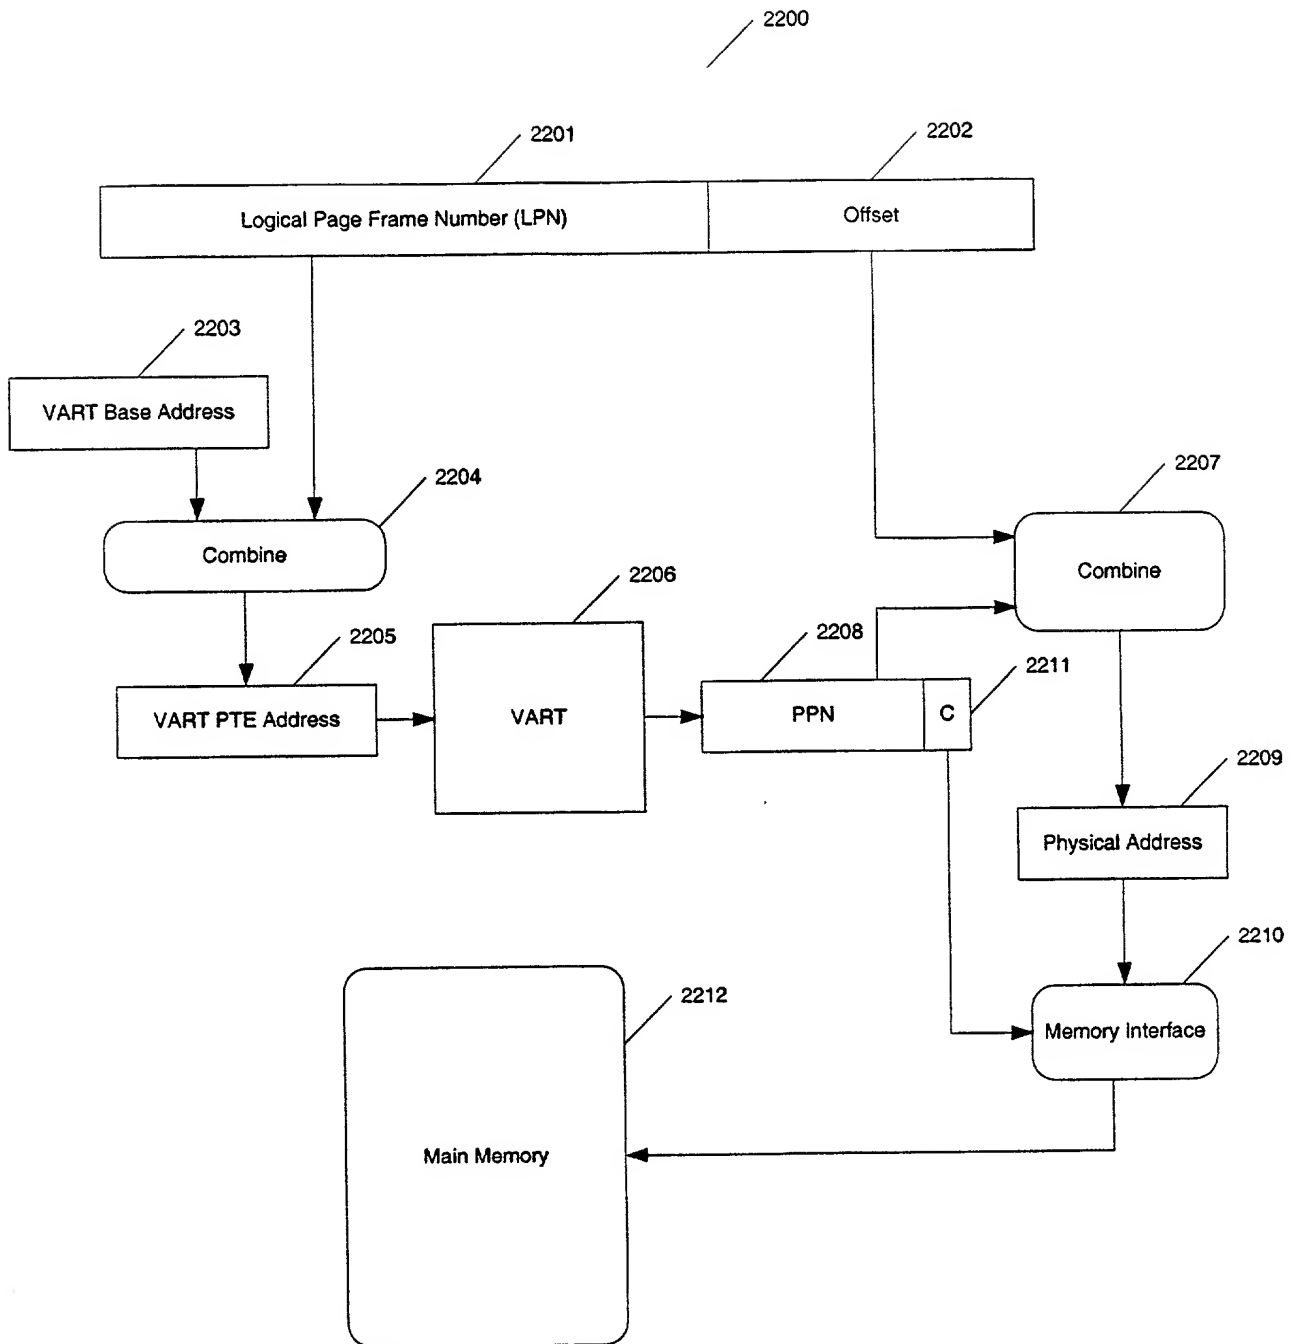 2200
2201
2202
Logical Page Frame Number (LPN)
Offset
2203
VART Base Address
2204
2207
Combine
Combine
2206
2205
2208
2211
VART PTE Address
VART
PPN
C
2209
Physical Address
2210
2212
Memory Interface
Main Memory